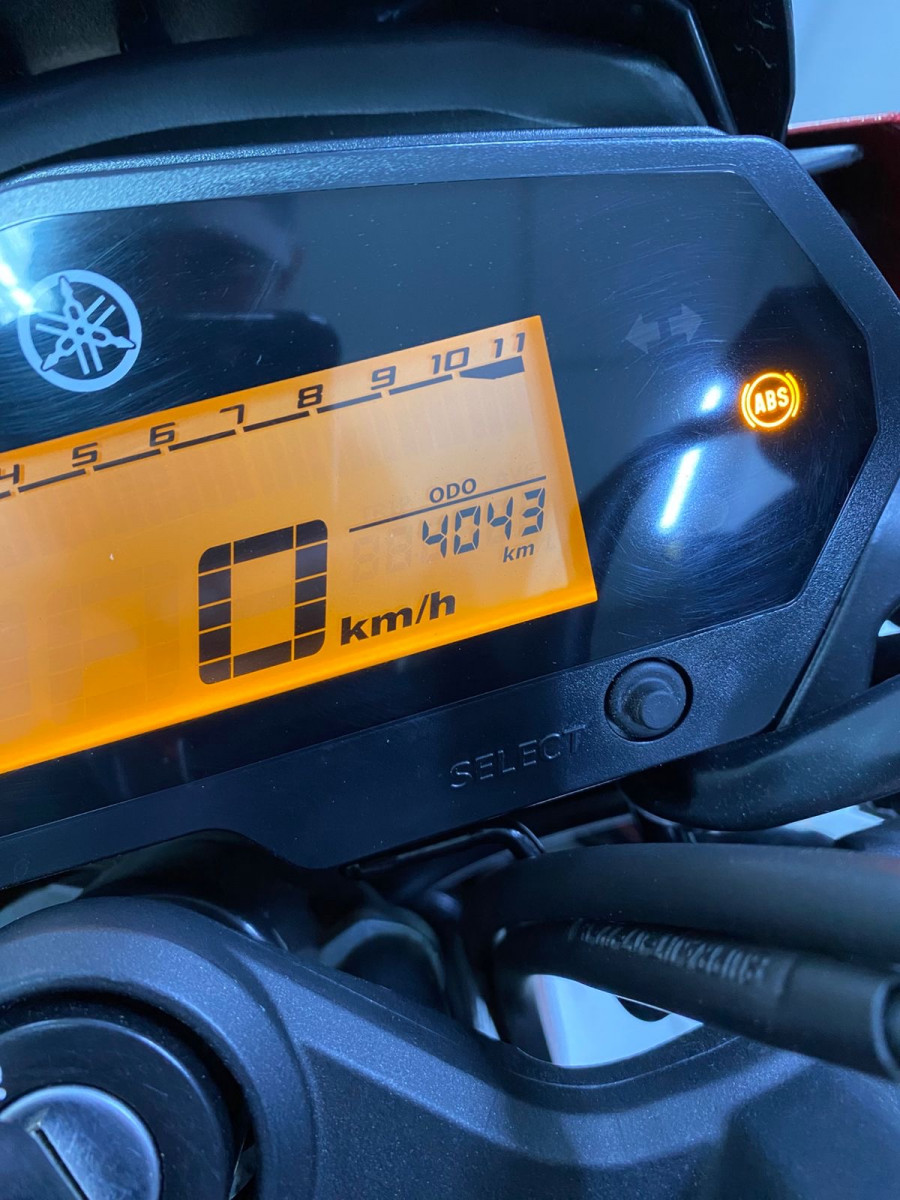 4 5 6 7 8 9 10 11
ABS
ODO
4043
km
0 km/h
SELECT